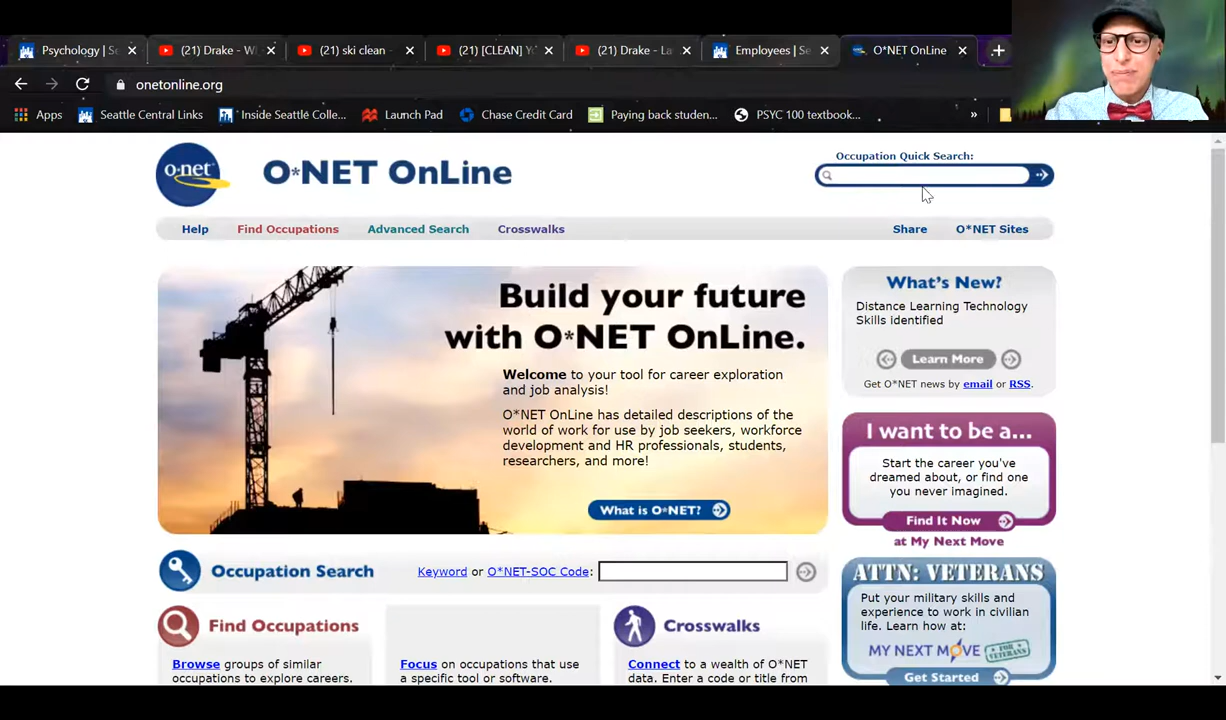 Psychology | Se
(21) Drake - Wi
(21) ski clean -
(21) [CLEAN] Yo
(21) Drake - La
Employees | Se
O*NET OnLine
onetonline.org
Apps
Seattle Central Links
Inside Seattle Colle...
Launch Pad
Chase Credit Card
Paying back studen...
PSYC 100 textbook...
»
o·net
O*NET OnLine
Occupation Quick Search:
Help
Find Occupations
Advanced Search
Crosswalks
Share
O*NET Sites
Build your future
with O*NET OnLine.
Welcome to your tool for career exploration
and job analysis!
O*NET OnLine has detailed descriptions of the
world of work for use by job seekers, workforce
development and HR professionals, students,
researchers, and more!
What is O*NET?
What's New?
Distance Learning Technology
Skills identified
Learn More
Get O*NET news by email or RSS.
I want to be a...
Start the career you've
dreamed about, or find one
you never imagined.
Find It Now
at My Next Move
Occupation Search
Keyword or O*NET-SOC Code:
ATTN: VETERANS
Put your military skills and
experience to work in civilian
life. Learn how at:
MY NEXT MOVE
FOR VETERANS
Get Started
Find Occupations
Browse groups of similar
occupations to explore careers.
Focus on occupations that use
a specific tool or software.
Crosswalks
Connect to a wealth of O*NET
data. Enter a code or title from